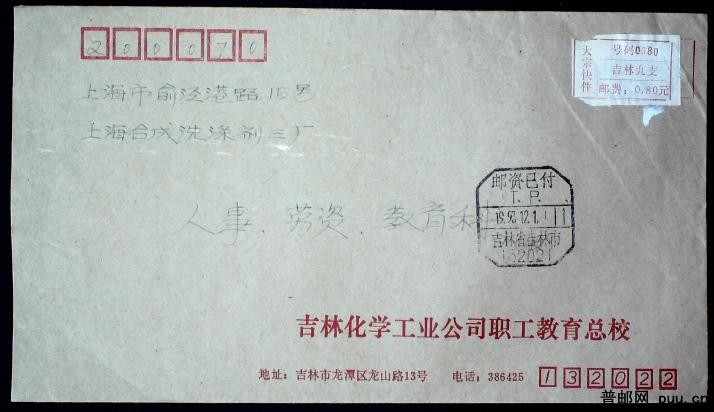 200070
大宗快件
号码0080
吉林九支
邮费：0.80元
上海市俞泾港路15号
上海合成洗涤剂三厂
邮资已付
T.P.
1992.12.1.
吉林省吉林市
132021
人事、劳资、教育科
吉林化学工业公司职工教育总校
地址：吉林市龙潭区龙山路13号 电话：386425 132022
普邮网 puu.cn